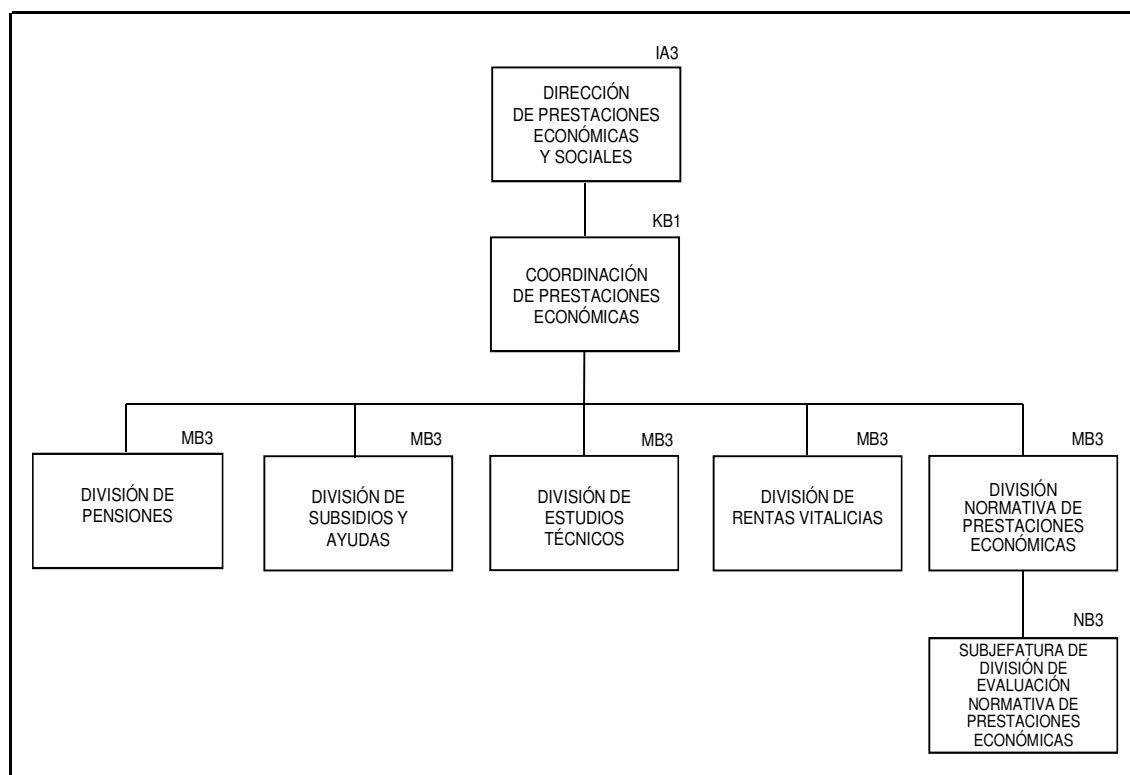 IA3
DIRECCIÓN
DE PRESTACIONES
ECONÓMICAS
Y SOCIALES
KB1
COORDINACIÓN
DE PRESTACIONES
ECONÓMICAS
MB3
DIVISIÓN DE
PENSIONES
MB3
DIVISIÓN DE
SUBSIDIOS Y
AYUDAS
MB3
DIVISIÓN DE
ESTUDIOS
TÉCNICOS
MB3
DIVISIÓN DE
RENTAS VITALICIAS
MB3
DIVISIÓN
NORMATIVA DE
PRESTACIONES
ECONÓMICAS
NB3
SUBJEFATURA DE
DIVISIÓN DE
EVALUACIÓN
NORMATIVA DE
PRESTACIONES
ECONÓMICAS